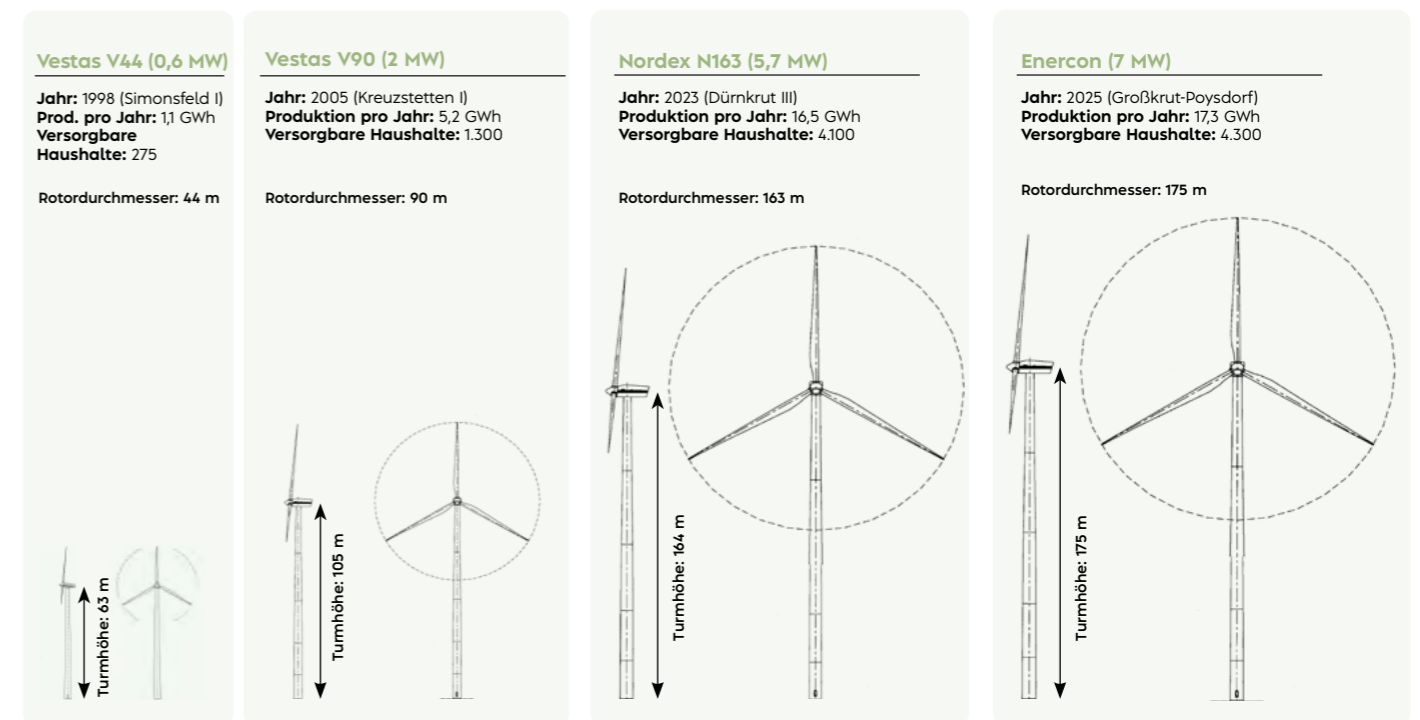 Vestas V44 (0,6 MW)
Jahr: 1998 (Simonsfeld I)
Prod. pro Jahr: 1,1 GWh
Versorgbare
Haushalte: 275
Rotordurchmesser: 44 m
Turmhöhe: 63 m
Vestas V90 (2 MW)
Jahr: 2005 (Kreuzstetten I)
Produktion pro Jahr: 5,2 GWh
Versorgbare Haushalte: 1.300
Rotordurchmesser: 90 m
Turmhöhe: 105 m
Nordex N163 (5,7 MW)
Jahr: 2023 (Dürnkrut III)
Produktion pro Jahr: 16,5 GWh
Versorgbare Haushalte: 4.100
Rotordurchmesser: 163 m
Turmhöhe: 164 m
Enercon (7 MW)
Jahr: 2025 (Großkrut-Poysdorf)
Produktion pro Jahr: 17,3 GWh
Versorgbare Haushalte: 4.300
Rotordurchmesser: 175 m
Turmhöhe: 175 m